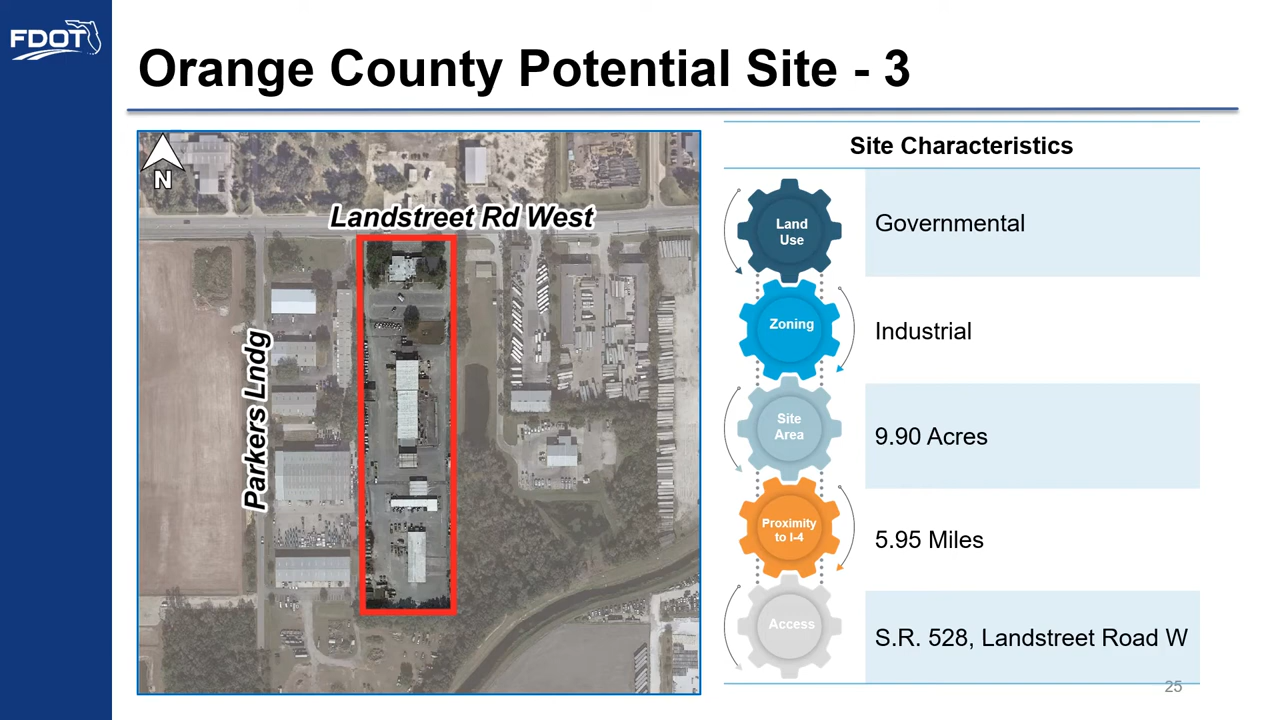 FDOT
Orange County Potential Site - 3
N
Landstreet Rd West
Parkers Lndg
Site Characteristics
Land
Use
Governmental
Zoning
Industrial
Site
Area
9.90 Acres
Proximity
to I-4
5.95 Miles
Access
S.R. 528, Landstreet Road W
25